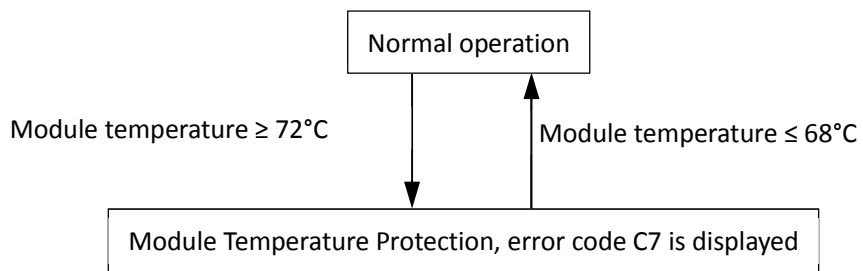 Normal operation
Module temperature ≥ 72°C
Module temperature ≤ 68°C
Module Temperature Protection, error code C7 is displayed